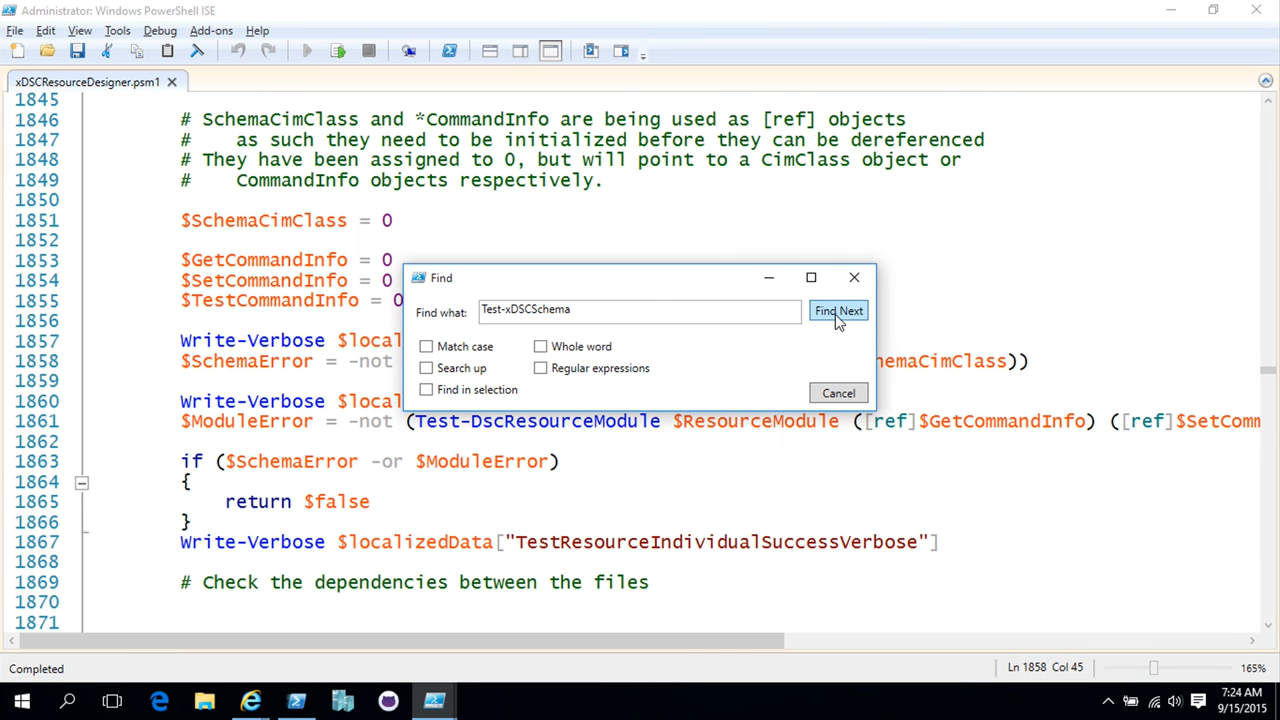 Administrator: Windows PowerShell ISE
File Edit View Tools Debug Add-ons Help
xDSCResourceDesigner.psm1
1845
1846 # SchemaCimClass and *CommandInfo are being used as [ref] objects
1847 # as such they need to be initialized before they can be dereferenced
1848 # They have been assigned to 0, but will point to a CimClass object or
1849 # CommandInfo objects respectively.
1850
1851 $SchemaCimClass = 0
1852
1853 $GetCommandInfo = 0
1854 $SetCommandInfo = 0
1855 $TestCommandInfo = 0
1856
1857 Write-Verbose $loca
1858 $SchemaError = -not hemaCimClass))
1859
1860 Write-Verbose $loca
1861 $ModuleError = -not (Test-DscResourceModule $ResourceModule ([ref]$GetCommandInfo) ([ref]$SetComm
1862
1863 if ($SchemaError -or $ModuleError)
1864 {
1865 return $false
1866 }
1867 Write-Verbose $localizedData["TestResourceIndividualSuccessVerbose"]
1868
1869 # Check the dependencies between the files
1870
1871
Find
Find what: Test-xDSCSchema Find Next
Match case Whole word
Search up Regular expressions
Find in selection
Cancel
Completed Ln 1858 Col 45 165%
7:24 AM
9/15/2015